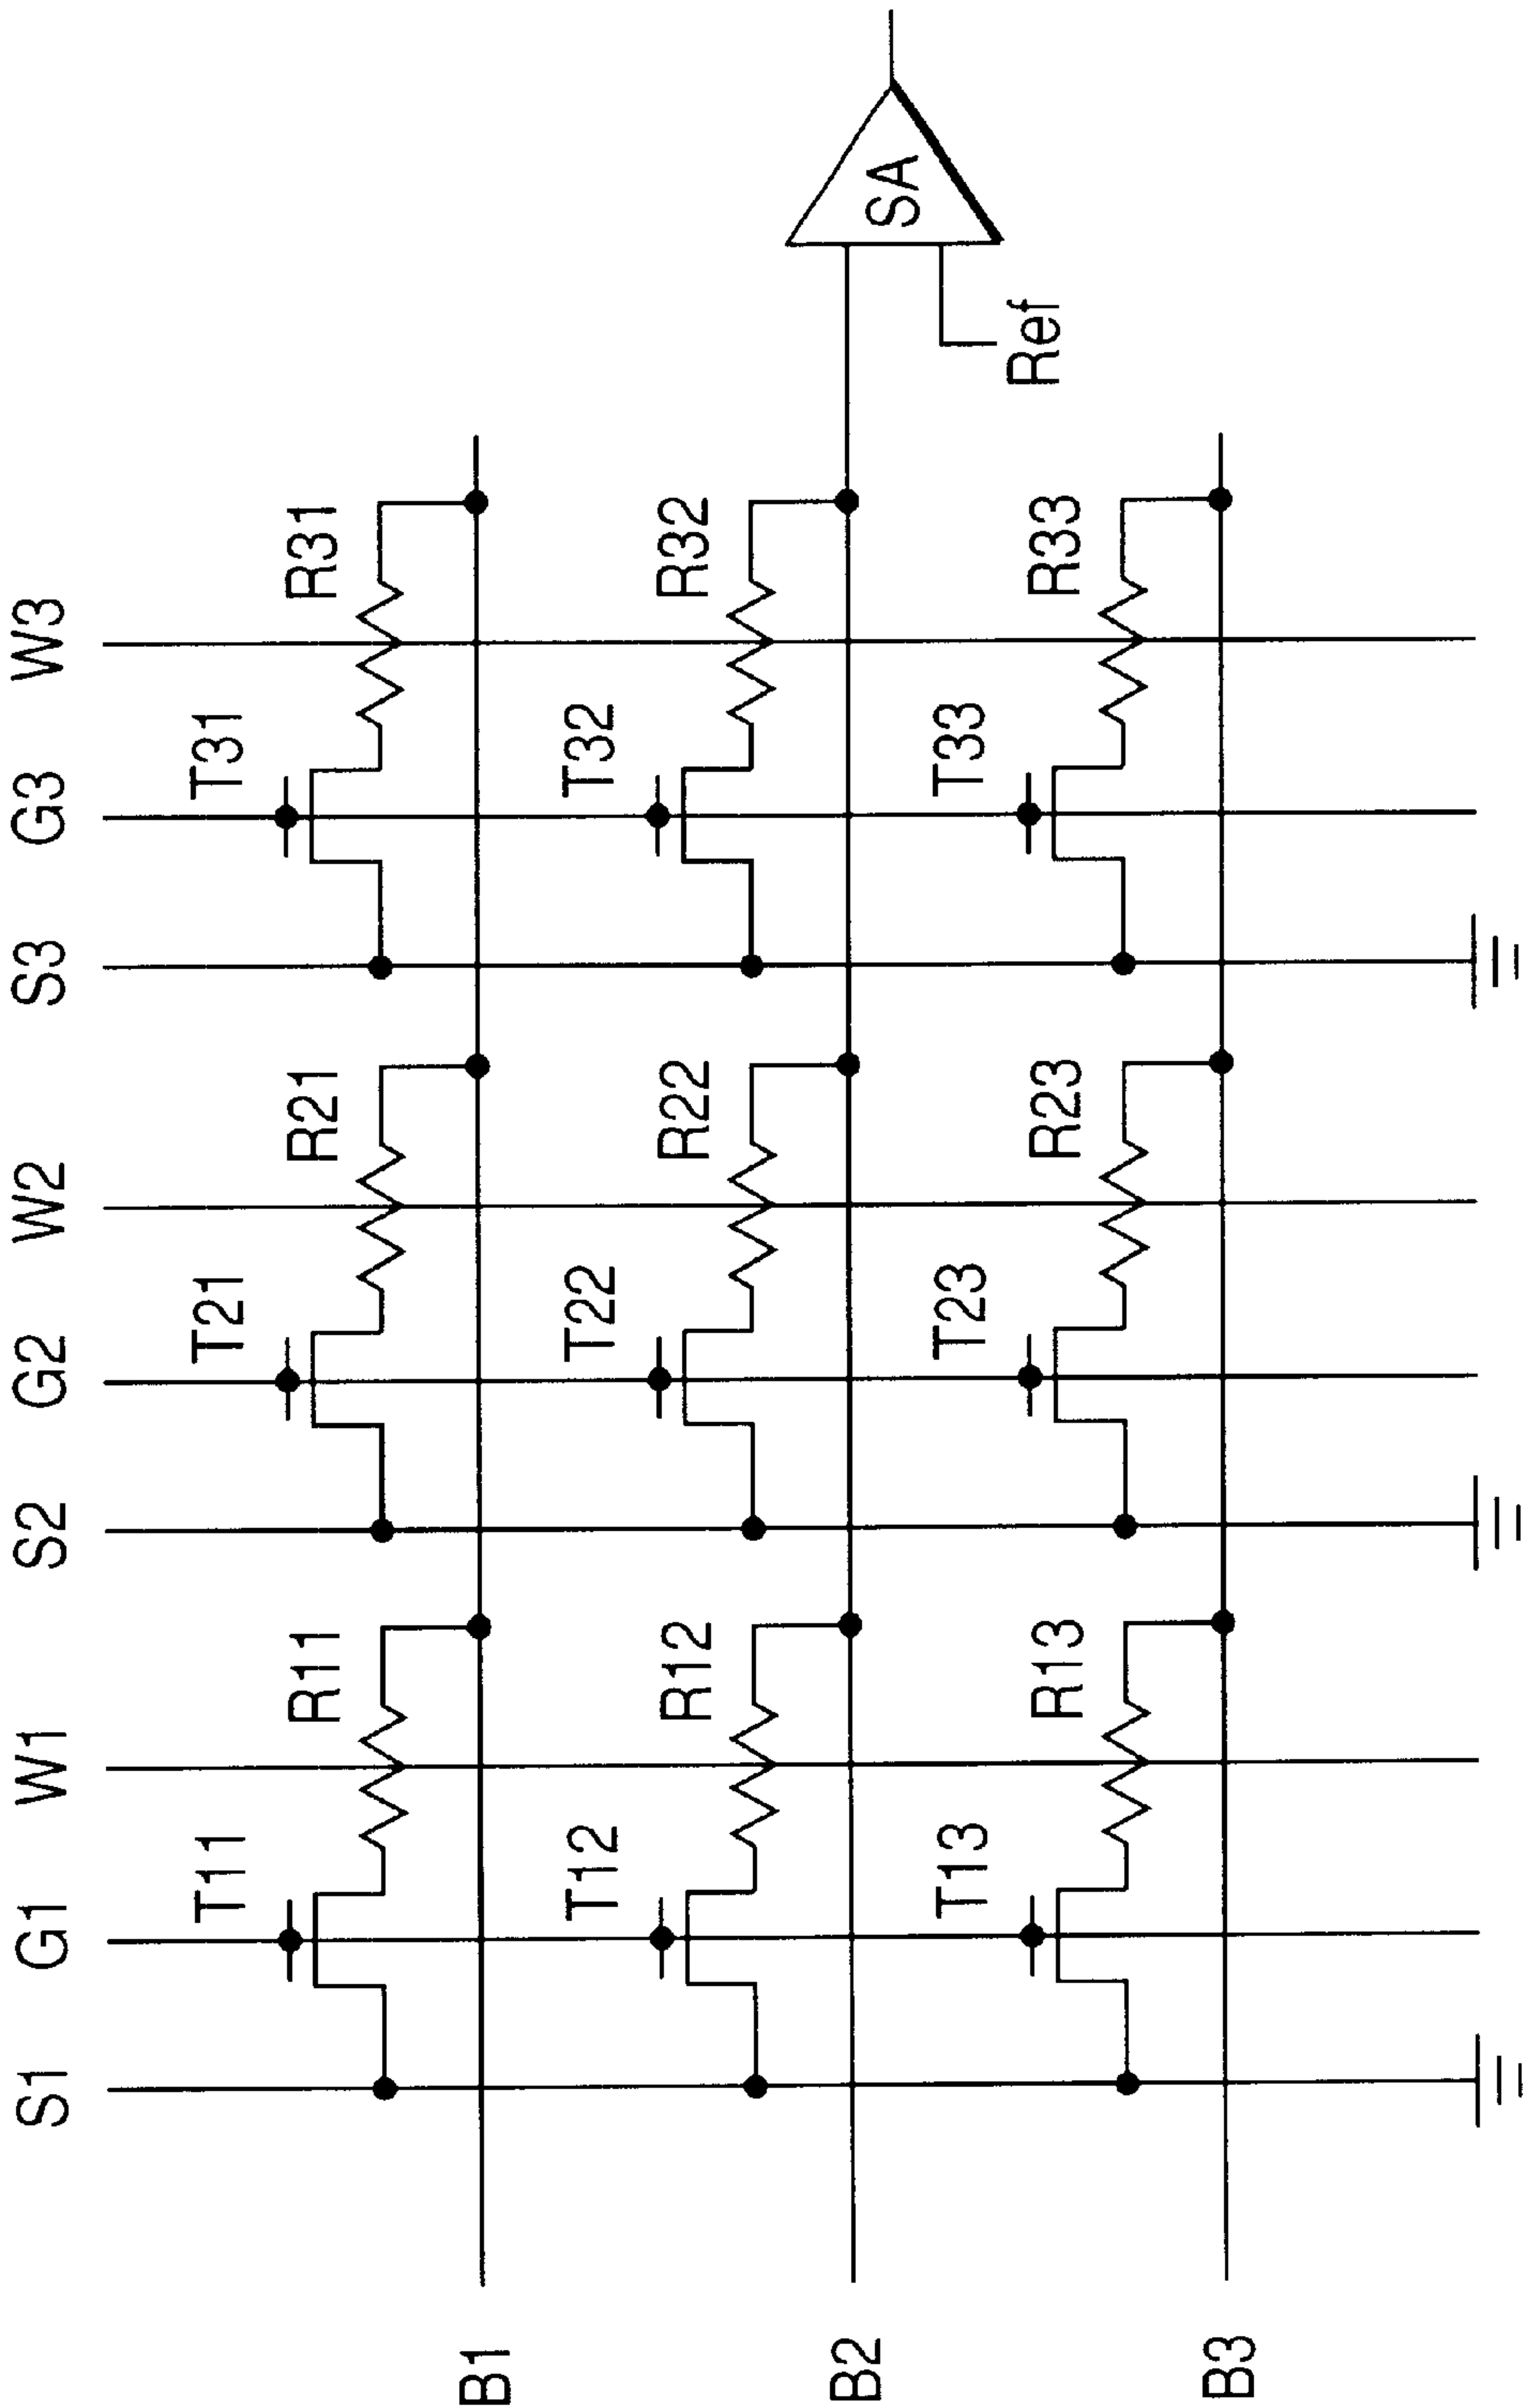 S1 G1 W1 S2 G2 W2 S3 G3 W3
T11 T21 T31
R11 R21 R31
B1
T12 T22 T32
R12 R22 R32
B2 SA
T13 T23 T33
R13 R23 R33 Ref
B3